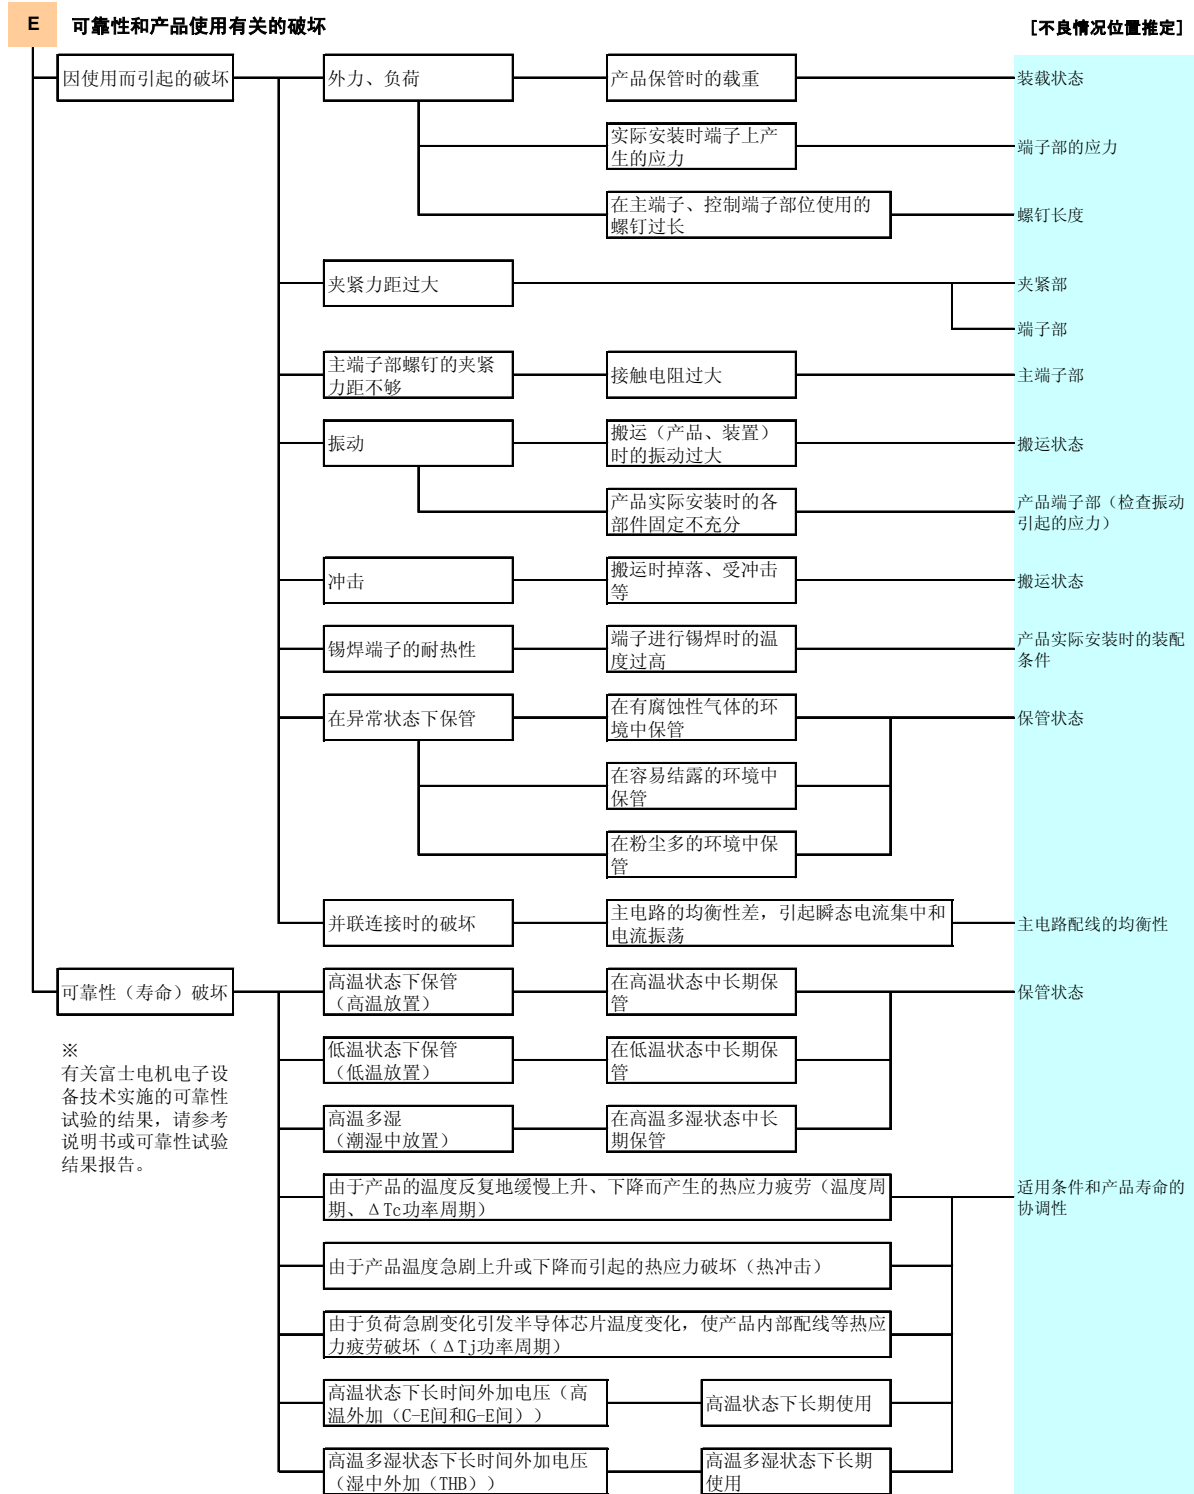 E 可靠性和产品使用有关的破坏 [不良情况位置推定]
因使用而引起的破坏 外力、负荷 产品保管时的载重 装载状态
实际安装时端子上产
生的应力
端子部的应力
在主端子、控制端子部位使用的
螺钉过长
螺钉长度
夹紧力距过大 夹紧部
端子部
主端子部螺钉的夹紧
力距不够
接触电阻过大 主端子部
振动
搬运（产品、装置）
时的振动过大
搬运状态
产品实际安装时的各
部件固定不充分
产品端子部（检查振动
引起的应力）
冲击
搬运时掉落、受冲击
等
搬运状态
锡焊端子的耐热性
端子进行锡焊时的温
度过高
产品实际安装时的装配
条件
在异常状态下保管
在有腐蚀性气体的环
境中保管
保管状态
在容易结露的环境中
保管
在粉尘多的环境中保
管
并联连接时的破坏
主电路的均衡性差，引起瞬态电流集中和
电流振荡
主电路配线的均衡性
可靠性（寿命）破坏
高温状态下保管
（高温放置）
在高温状态中长期保
管
保管状态
低温状态下保管
（低温放置）
在低温状态中长期保
管
高温多湿
（潮湿中放置）
在高温多湿状态中长
期保管
※
有关富士电机电子设
备技术实施的可靠性
试验的结果，请参考
说明书或可靠性试验
结果报告。
由于产品的温度反复地缓慢上升、下降而产生的热应力疲劳（温度周
期、ΔTc功率周期）
适用条件和产品寿命的
协调性
由于产品温度急剧上升或下降而引起的热应力破坏（热冲击）
由于负荷急剧变化引发半导体芯片温度变化，使产品内部配线等热应
力疲劳破坏（ΔTj功率周期）
高温状态下长时间外加电压（高
温外加（C-E间和G-E间））
高温状态下长期使用
高温多湿状态下长时间外加电压
（湿中外加（THB））
高温多湿状态下长期
使用